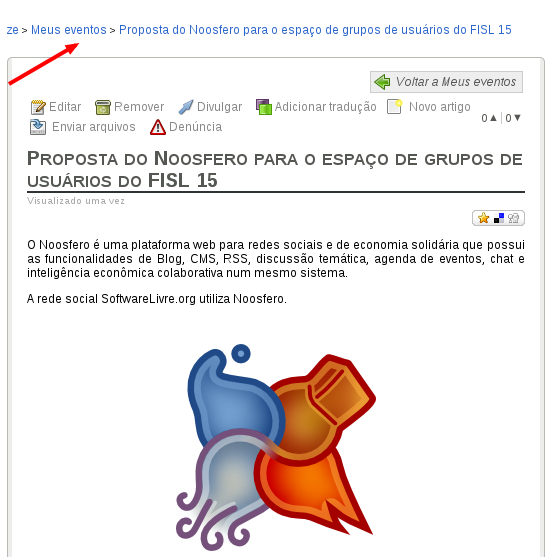 ze > Meus eventos > Proposta do Noosfero para o espaço de grupos de usuários do FISL 15
Voltar a Meus eventos
Editar Remover Divulgar Adicionar tradução Novo artigo
0▲ | 0▼
Enviar arquivos Denúncia
PROPOSTA DO NOOSFERO PARA O ESPAÇO DE GRUPOS DE
USUÁRIOS DO FISL 15
Visualizado uma vez
O Noosfero é uma plataforma web para redes sociais e de economia solidária que possui
as funcionalidades de Blog, CMS, RSS, discussão temática, agenda de eventos, chat e
inteligência econômica colaborativa num mesmo sistema.
A rede social SoftwareLivre.org utiliza Noosfero.